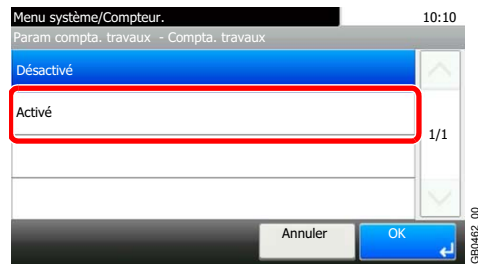 Menu système/Compteur.
10:10
Param compta. travaux - Compta. travaux
Désactivé
Activé
1/1
Annuler
OK
GB0462_00